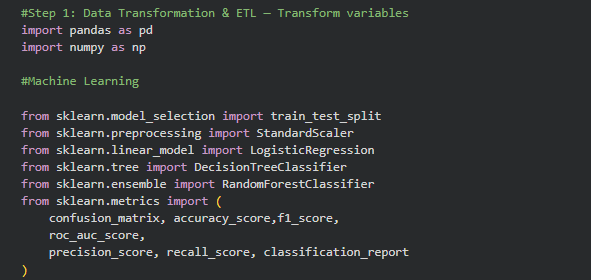 #Step 1: Data Transformation & ETL — Transform variables
import pandas as pd
import numpy as np
#Machine Learning
from sklearn.model_selection import train_test_split
from sklearn.preprocessing import StandardScaler
from sklearn.linear_model import LogisticRegression
from sklearn.tree import DecisionTreeClassifier
from sklearn.ensemble import RandomForestClassifier
from sklearn.metrics import (
    confusion_matrix, accuracy_score,f1_score,
    roc_auc_score,
    precision_score, recall_score, classification_report
)